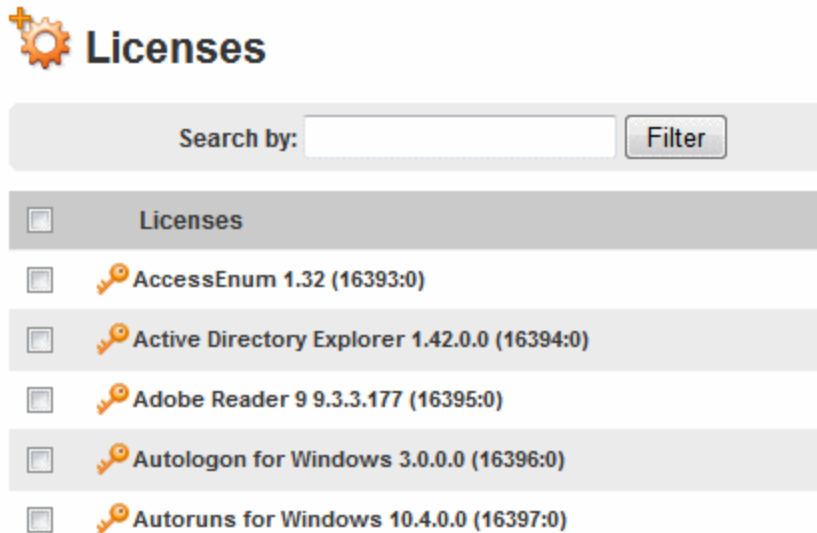 Licenses
Search by: Filter
Licenses
AccessEnum 1.32 (16393:0)
Active Directory Explorer 1.42.0.0 (16394:0)
Adobe Reader 9 9.3.3.177 (16395:0)
Autologon for Windows 3.0.0.0 (16396:0)
Autoruns for Windows 10.4.0.0 (16397:0)